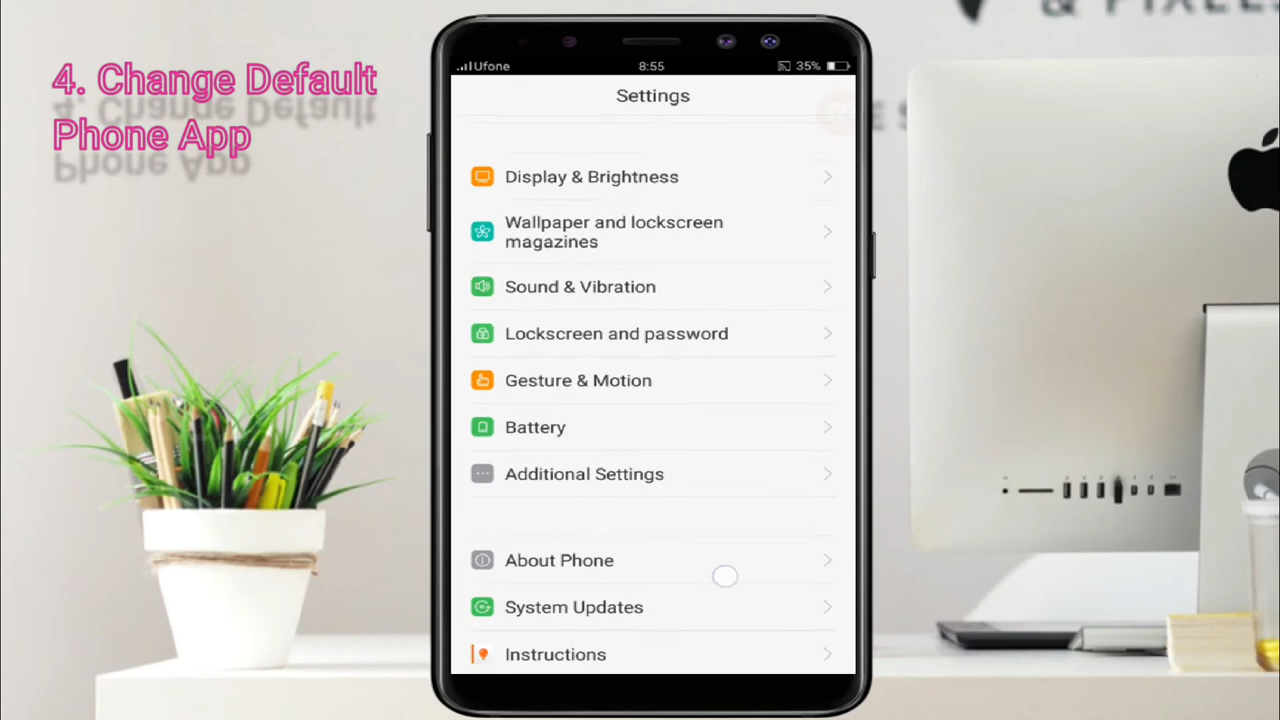 4. Change Default
Phone App
& PIXELS
Ufone
8:55
35%
Settings
Display & Brightness
Wallpaper and lockscreen
magazines
Sound & Vibration
Lockscreen and password
Gesture & Motion
Battery
Additional Settings
About Phone
System Updates
Instructions